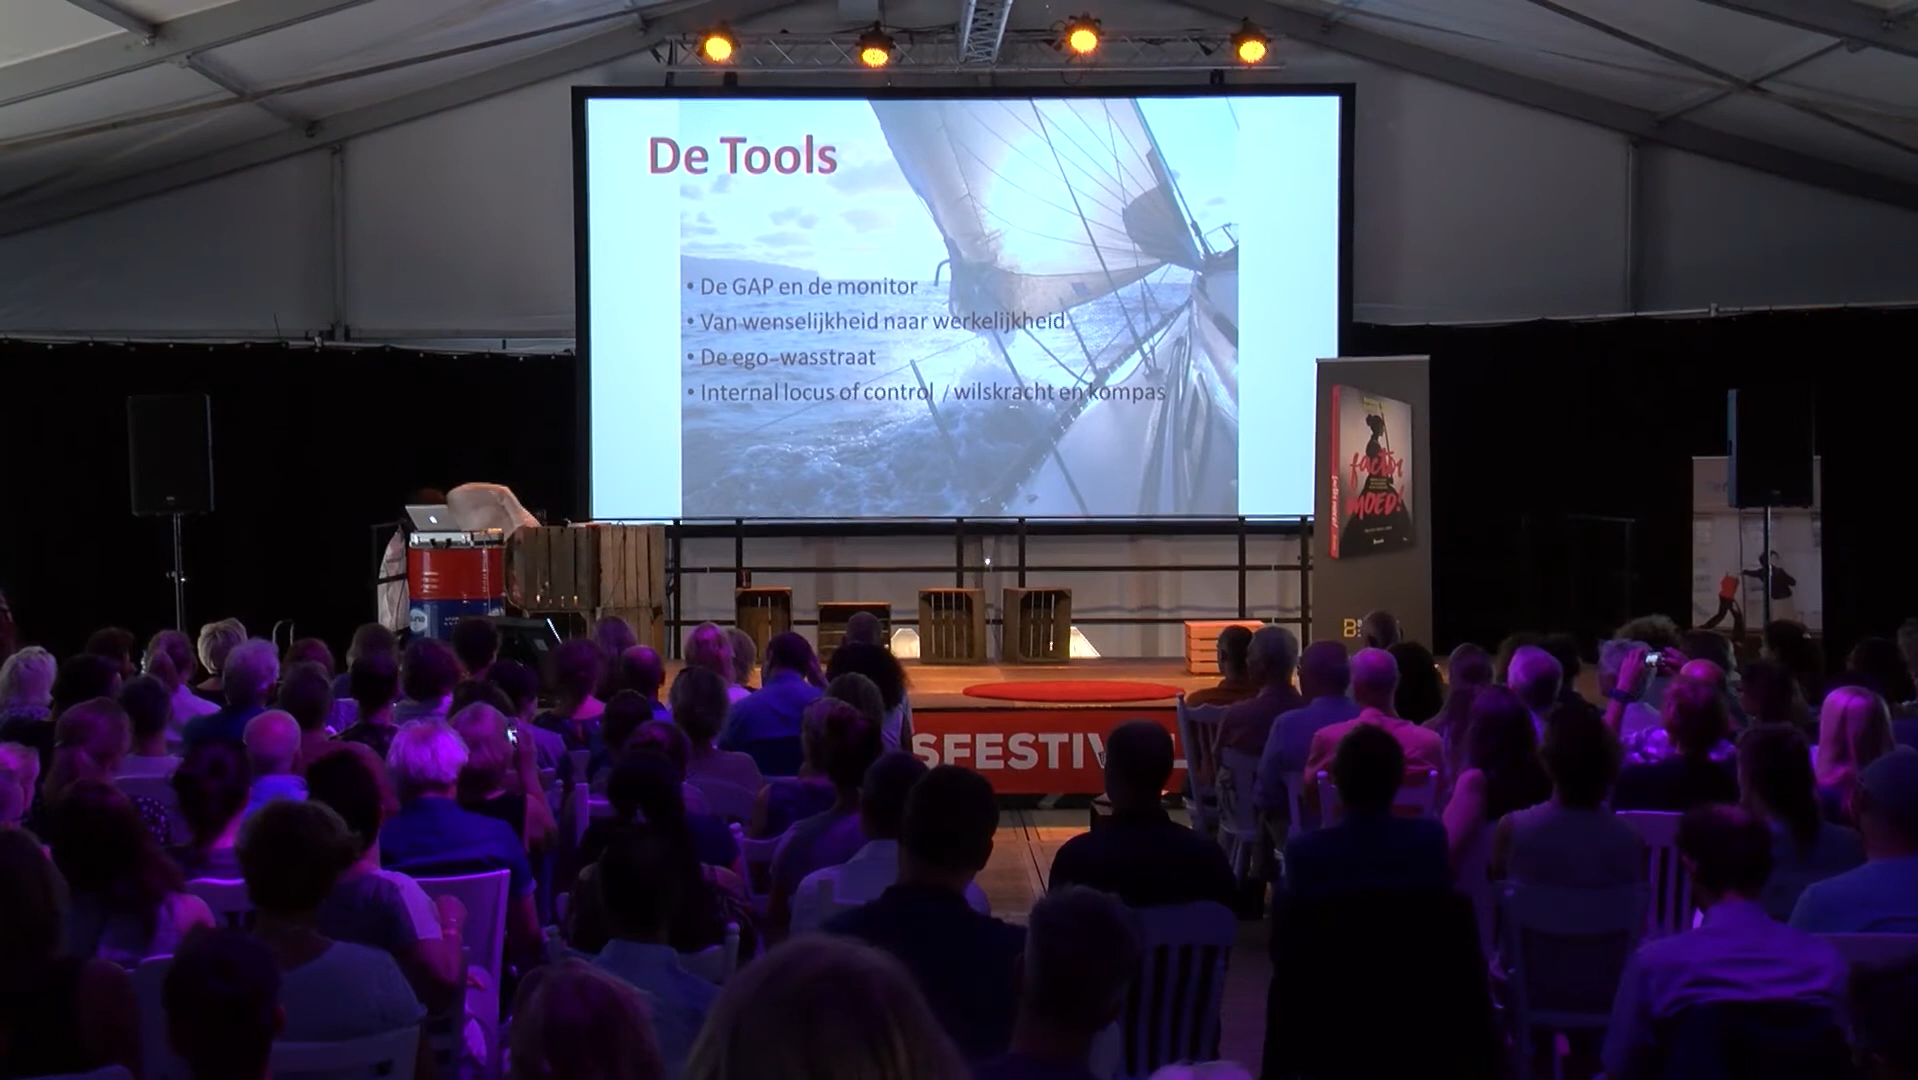 De Tools
• De GAP en de monitor
• Van wenselijkheid naar werkelijkheid
• De ego-wasstraat
• Internal locus of control / wilskracht en kompas
factor
MOED!
SFESTIV L